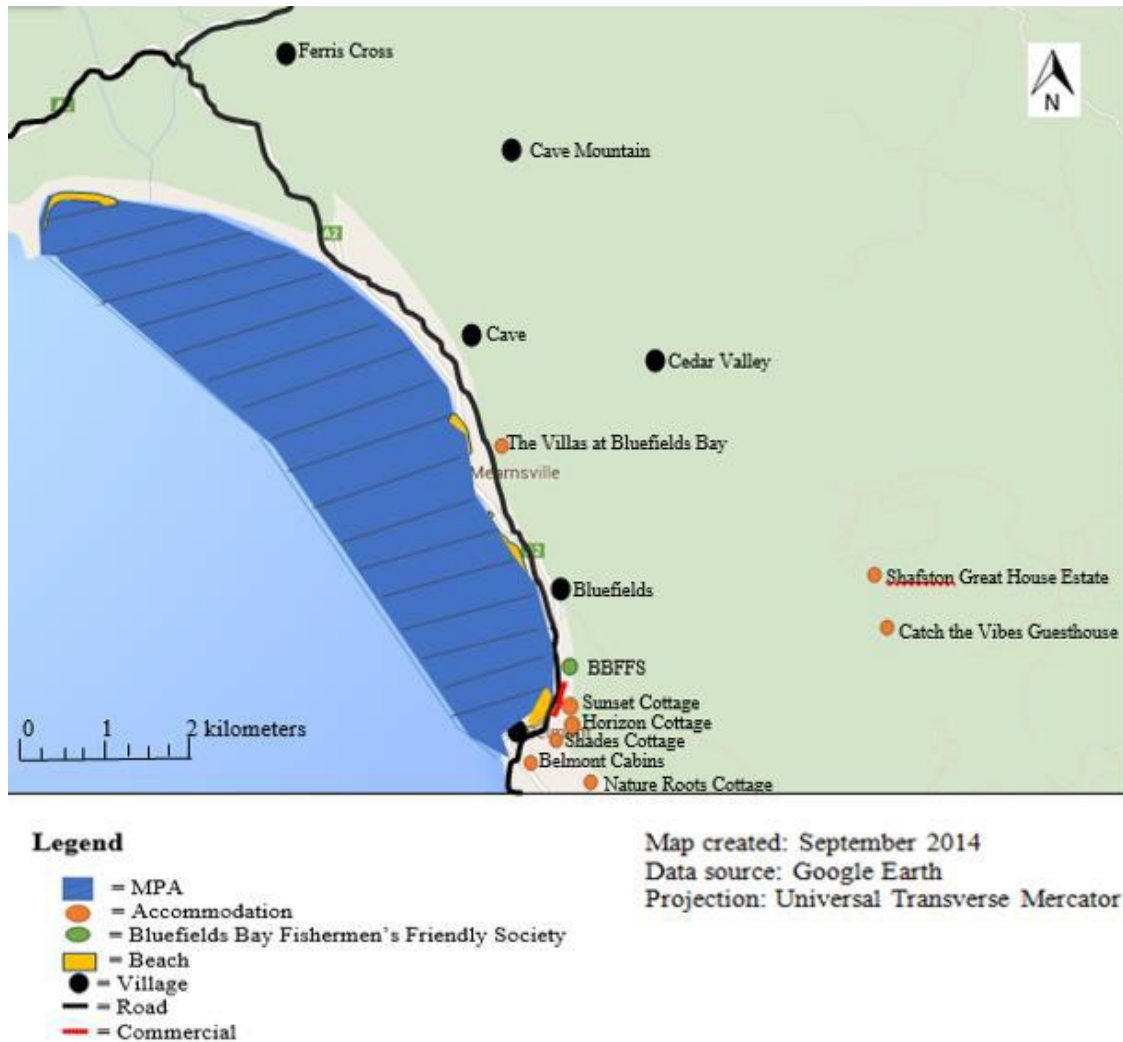 Ferris Cross
N
Cave Mountain
A2
Cave
Cedar Valley
The Villas at Bluefields Bay
Mearnsville
Bluefields
Shafston Great House Estate
Catch the Vibes Guesthouse
BBFFS
Sunset Cottage
Horizon Cottage
Shades Cottage
Belmont Cabins
Nature Roots Cottage
0 1 2 kilometers
Legend
= MPA
= Accommodation
= Bluefields Bay Fishermen's Friendly Society
= Beach
= Village
= Road
= Commercial
Map created: September 2014
Data source: Google Earth
Projection: Universal Transverse Mercator